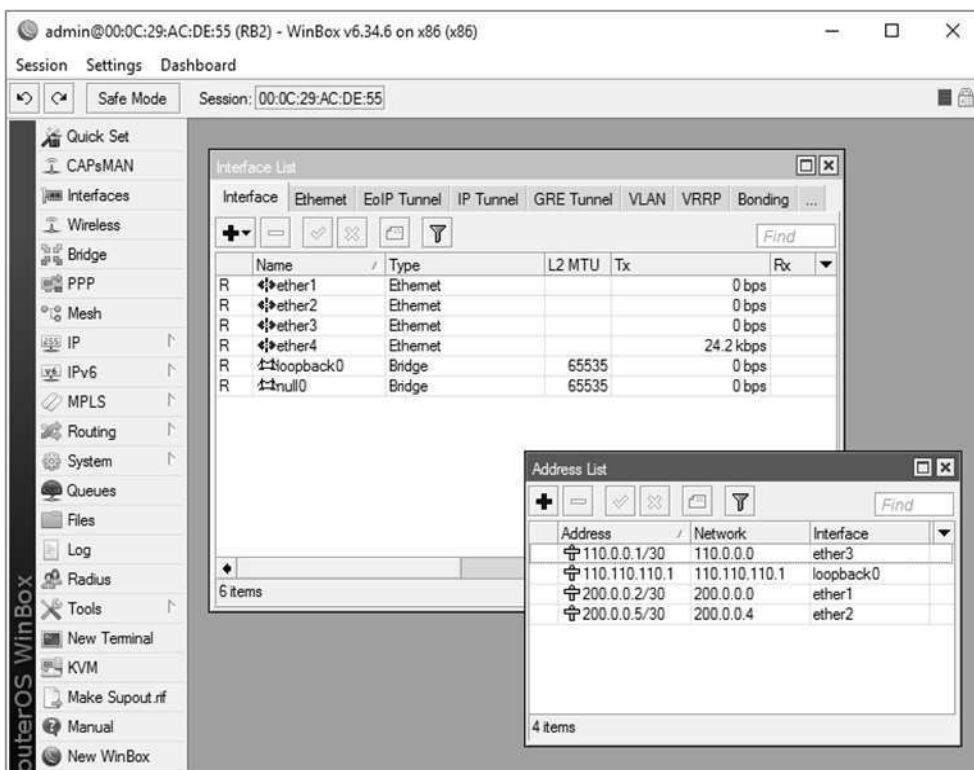 admin@00:0C:29:AC:DE:55 (RB2) - WinBox v6.34.6 on x86 (x86)
Session Settings Dashboard
Safe Mode Session: 00:0C:29:AC:DE:55
Quick Set
CAPsMAN
Interfaces
Wireless
Bridge
PPP
Mesh
IP
IPv6
MPLS
Routing
System
Queues
Files
Log
Radius
Tools
New Terminal
KVM
Make Supout.rif
Manual
New WinBox
outerOS WinBox
Interface List
Interface Ethernet EoIP Tunnel IP Tunnel GRE Tunnel VLAN VRRP Bonding ...
Find
Name Type L2 MTU Tx Rx
R ether1 Ethernet 0 bps
R ether2 Ethernet 0 bps
R ether3 Ethernet 0 bps
R ether4 Ethernet 24.2 kbps
R loopback0 Bridge 65535 0 bps
R null0 Bridge 65535 0 bps
6 items
Address List
Find
Address Network Interface
110.0.0.1/30 110.0.0.0 ether3
110.110.110.1 110.110.110.1 loopback0
200.0.0.2/30 200.0.0.0 ether1
200.0.0.5/30 200.0.0.4 ether2
4 items